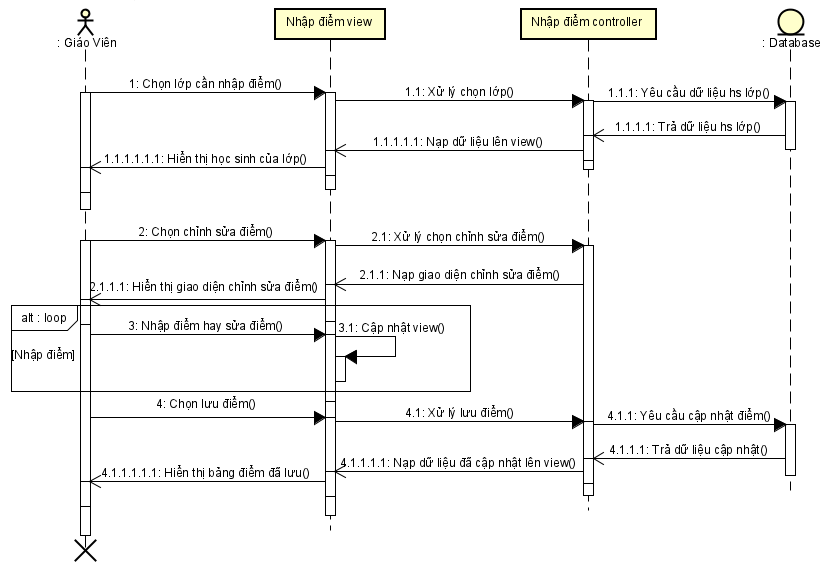 : Giáo Viên
Nhập điểm view
Nhập điểm controller
: Database
1: Chọn lớp cần nhập điểm()
1.1: Xử lý chọn lớp()
1.1.1: Yêu cầu dữ liệu hs lớp()
1.1.1.1: Trả dữ liệu hs lớp()
1.1.1.1.1: Nạp dữ liệu lên view()
1.1.1.1.1.1: Hiển thị học sinh của lớp()
2: Chọn chỉnh sửa điểm()
2.1: Xử lý chọn chỉnh sửa điểm()
2.1.1: Nạp giao diện chỉnh sửa điểm()
2.1.1.1: Hiển thị giao diện chỉnh sửa điểm()
alt : loop
3: Nhập điểm hay sửa điểm()
3.1: Cập nhật view()
[Nhập điểm]
4: Chọn lưu điểm()
4.1: Xử lý lưu điểm()
4.1.1: Yêu cầu cập nhật điểm()
4.1.1.1: Trả dữ liệu cập nhật()
4.1.1.1.1: Nạp dữ liệu đã cập nhật lên view()
4.1.1.1.1.1: Hiển thị bảng điểm đã lưu()